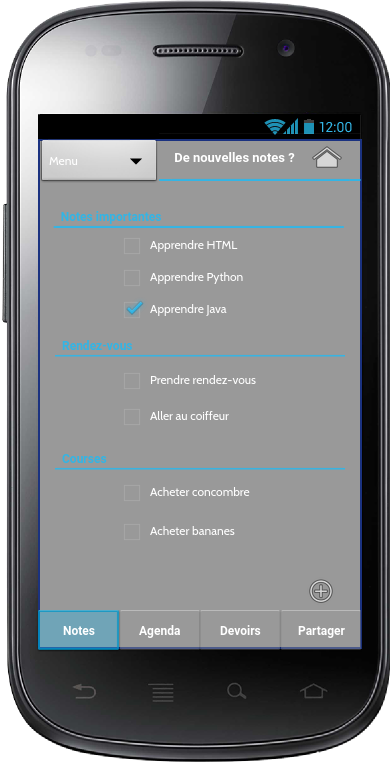 12:00
Menu
De nouvelles notes ?
Notes importantes
Apprendre HTML
Apprendre Python
Apprendre Java
Rendez-vous
Prendre rendez-vous
Aller au coiffeur
Courses
Acheter concombre
Acheter bananes
Notes Agenda Devoirs Partager